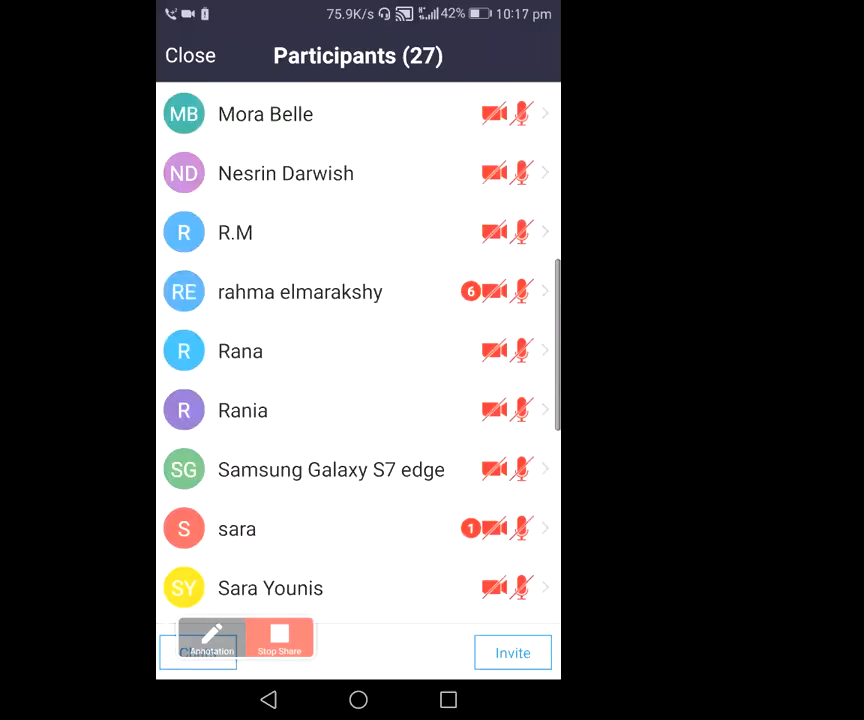 75.9K/s 42% 10:17 pm
Close Participants (27)
MB Mora Belle
ND Nesrin Darwish
R R.M
RE rahma elmarakshy 6
R Rana
R Rania
SG Samsung Galaxy S7 edge
S sara 1
SY Sara Younis
Annotation Stop Share Invite